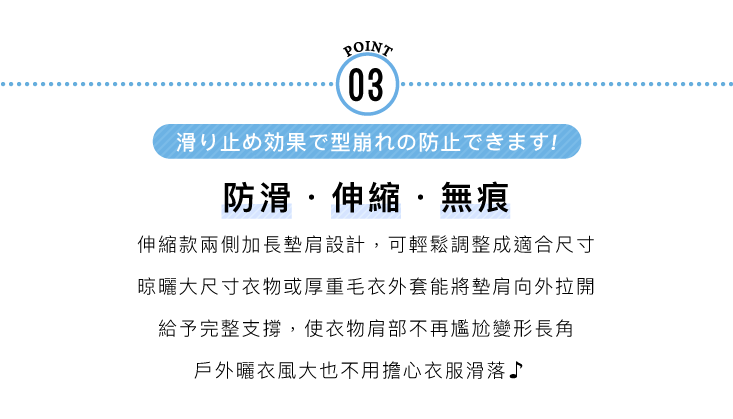 POINT
03
滑り止め効果で型崩れの防止できます!
防滑・伸縮・無痕
伸縮款兩側加長墊肩設計，可輕鬆調整成適合尺寸
晾曬大尺寸衣物或厚重毛衣外套能將墊肩向外拉開
給予完整支撐，使衣物肩部不再尷尬變形長角
戶外曬衣風大也不用擔心衣服滑落♪